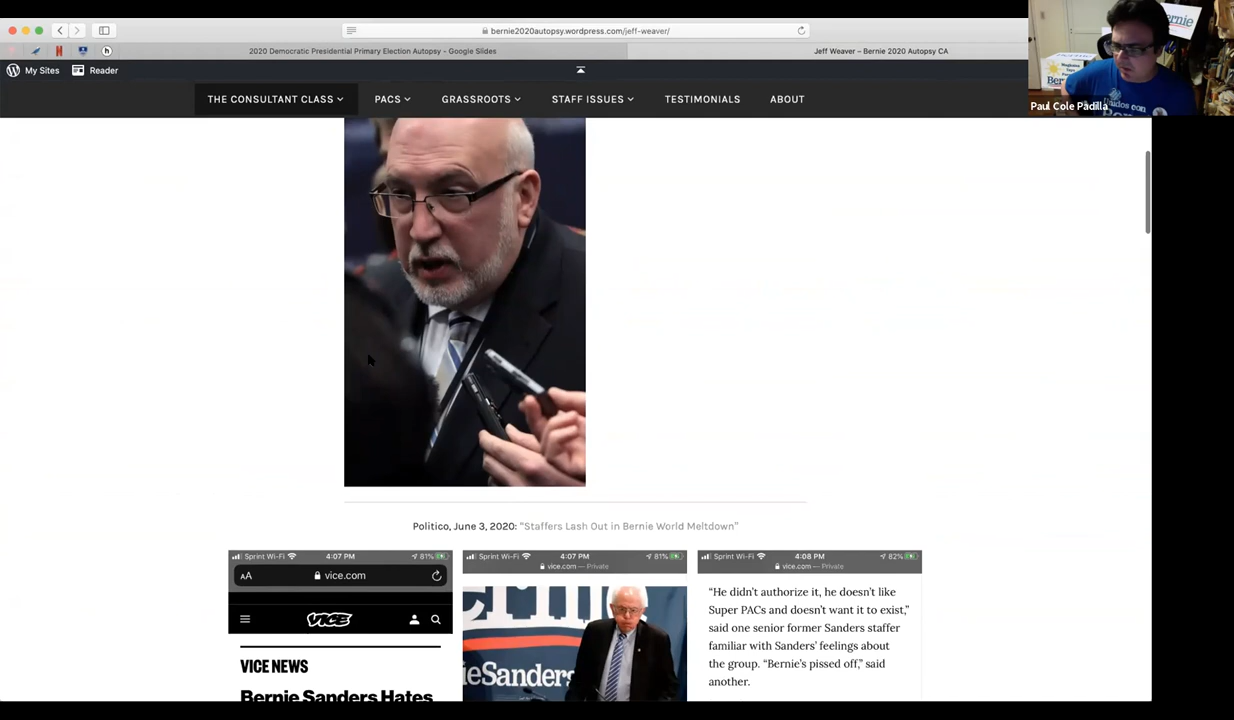 bernie2020autopsy.wordpress.com/jeff-weaver/
2020 Democratic Presidential Primary Election Autopsy - Google Slides
Jeff Weaver – Bernie 2020 Autopsy CA
My Sites
Reader
THE CONSULTANT CLASS
PACS
GRASSROOTS
STAFF ISSUES
TESTIMONIALS
ABOUT
Paul Cole Padilla
Politico, June 3, 2020: "Staffers Lash Out in Bernie World Meltdown"
Sprint Wi-Fi 4:07 PM 81%
AA vice.com
VICE
VICE NEWS
Bernie Sanders Hates
Sprint Wi-Fi 4:07 PM 81%
vice.com — Private
ieSanders
Sprint Wi-Fi 4:08 PM 82%
vice.com — Private
“He didn’t authorize it, he doesn’t like
Super PACs and doesn’t want it to exist,”
said one senior former Sanders staffer
familiar with Sanders’ feelings about
the group. “Bernie’s pissed off,” said
another.